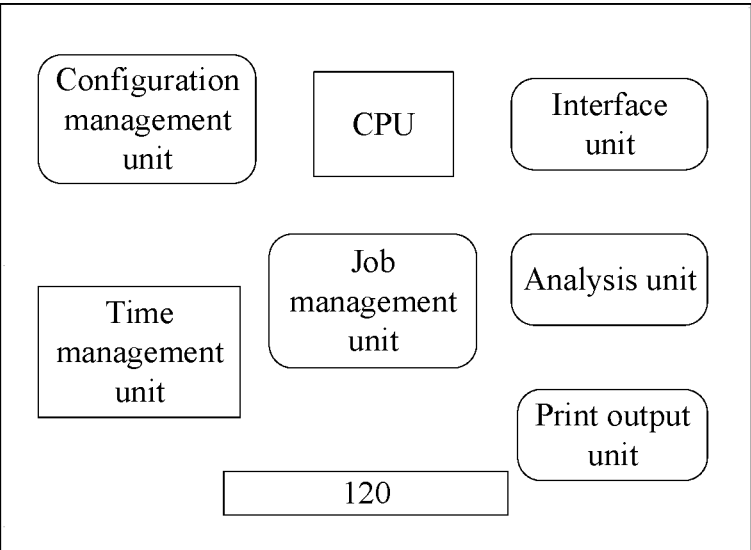 Configuration
management
unit
CPU
Interface
unit
Job
management
unit
Analysis unit
Time
management
unit
Print output
unit
120